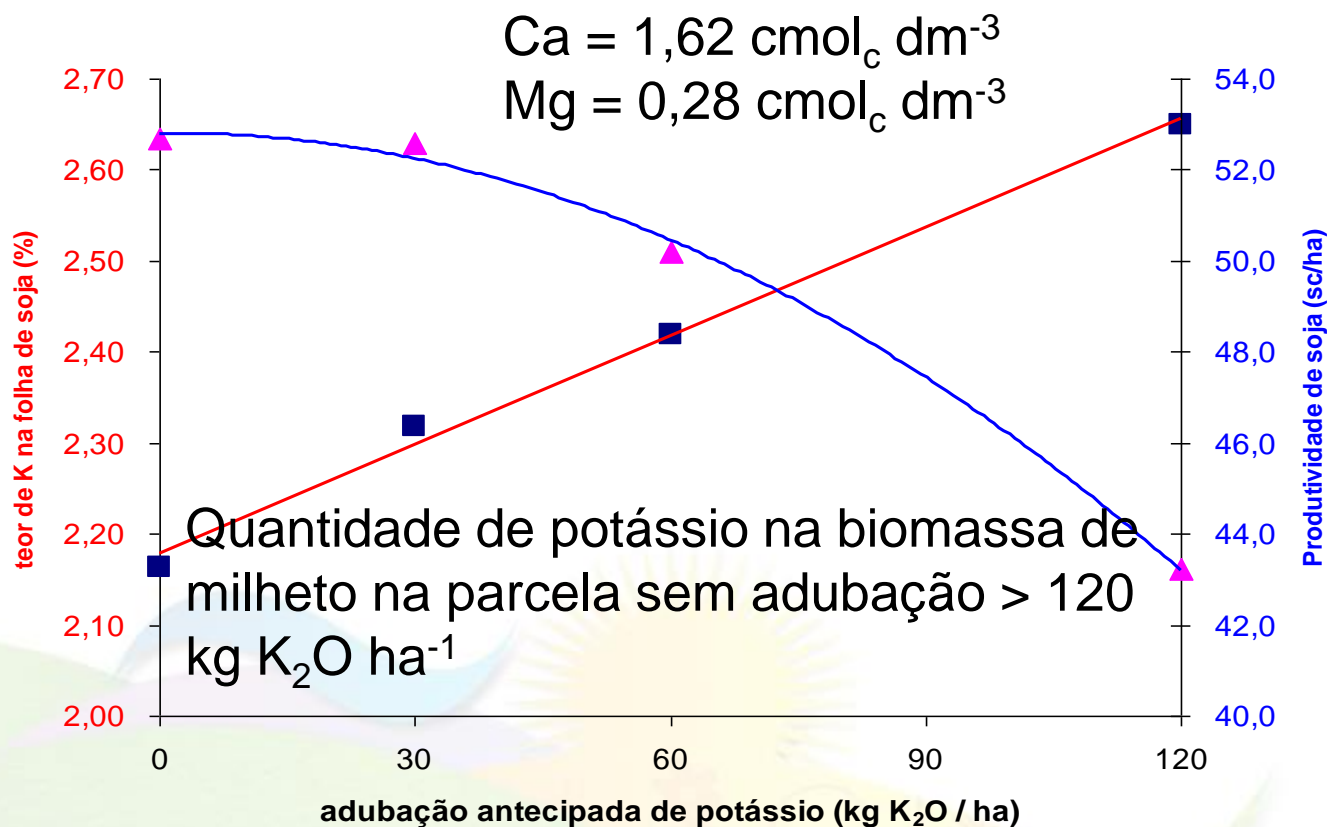 Ca = 1,62 cmolc dm-3
Mg = 0,28 cmolc dm-3
2,70
2,60
2,50
2,40
2,30
2,20
2,10
2,00
teor de K na folha de soja (%)
54,0
52,0
50,0
48,0
46,0
44,0
42,0
40,0
Produtividade de soja (sc/ha)
Quantidade de potássio na biomassa de
milheto na parcela sem adubação > 120
kg K2O ha-1
0 30 60 90 120
adubação antecipada de potássio (kg K2O / ha)